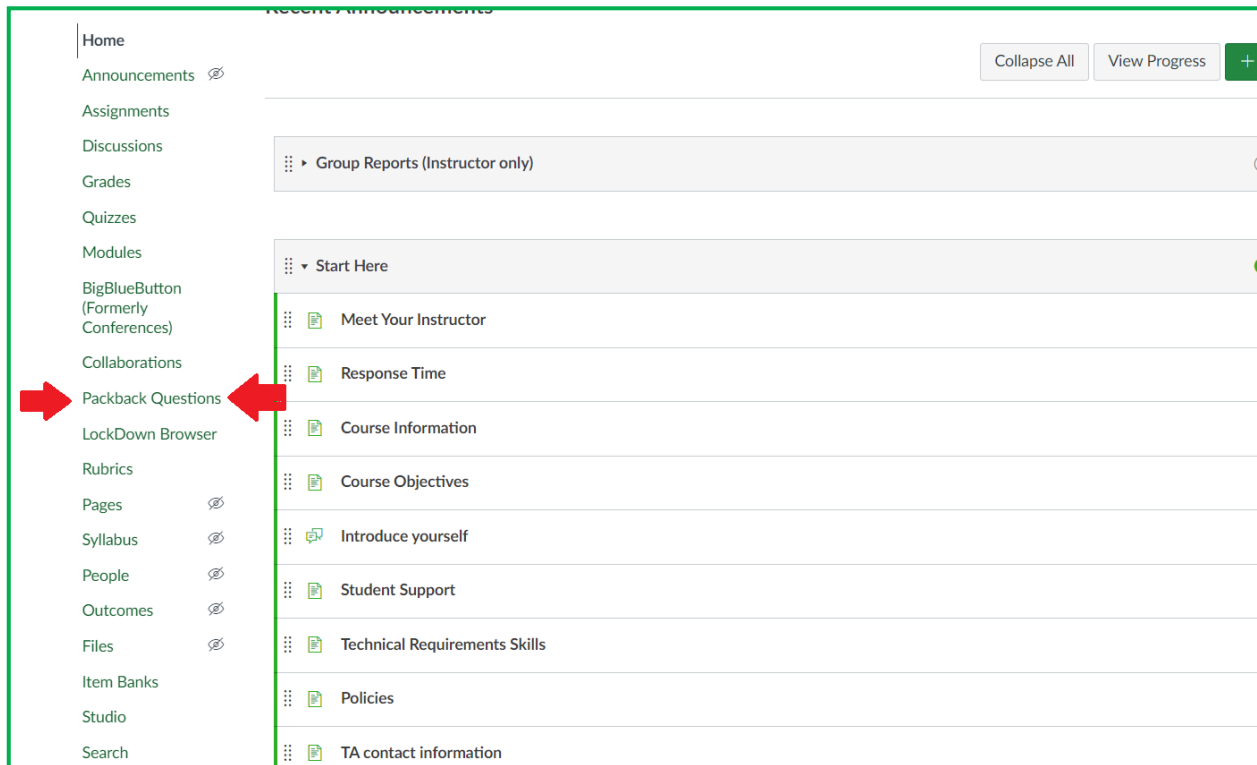 Recent Announcements
Home
Announcements
Assignments
Discussions
Grades
Quizzes
Modules
BigBlueButton
(Formerly
Conferences)
Collaborations
Packback Questions
LockDown Browser
Rubrics
Pages
Syllabus
People
Outcomes
Files
Item Banks
Studio
Search
Collapse All
View Progress
+
Group Reports (Instructor only)
Start Here
Meet Your Instructor
Response Time
Course Information
Course Objectives
Introduce yourself
Student Support
Technical Requirements Skills
Policies
TA contact information